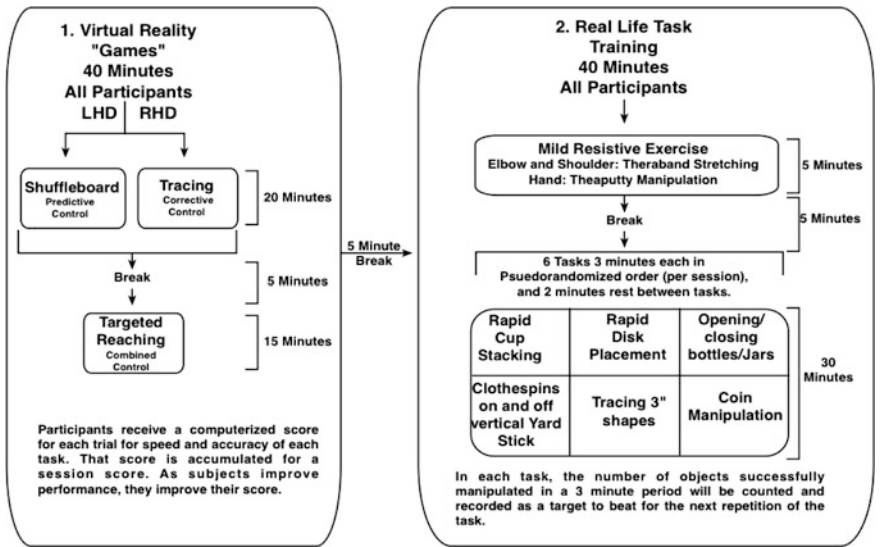 1. Virtual Reality
"Games"
40 Minutes
All Participants
LHD RHD
Shuffleboard
Predictive
Control
Tracing
Corrective
Control
20 Minutes
Break
5 Minutes
Targeted
Reaching
Combined
Control
15 Minutes
Participants receive a computerized score
for each trial for speed and accuracy of each
task. That score is accumulated for a
session score. As subjects improve
performance, they improve their score.
5 Minute
Break
2. Real Life Task
Training
40 Minutes
All Participants
Mild Resistive Exercise
Elbow and Shoulder: Theraband Stretching
Hand: Theaputty Manipulation
5 Minutes
Break
5 Minutes
6 Tasks 3 minutes each in
Psuedorandomized order (per session),
and 2 minutes rest between tasks.
Rapid
Cup
Stacking
Rapid
Disk
Placement
Opening/
closing
bottles/Jars
Clothespins
on and off
vertical Yard
Stick
Tracing 3"
shapes
Coin
Manipulation
30
Minutes
In each task, the number of objects successfully
manipulated in a 3 minute period will be counted and
recorded as a target to beat for the next repetition of the
task.